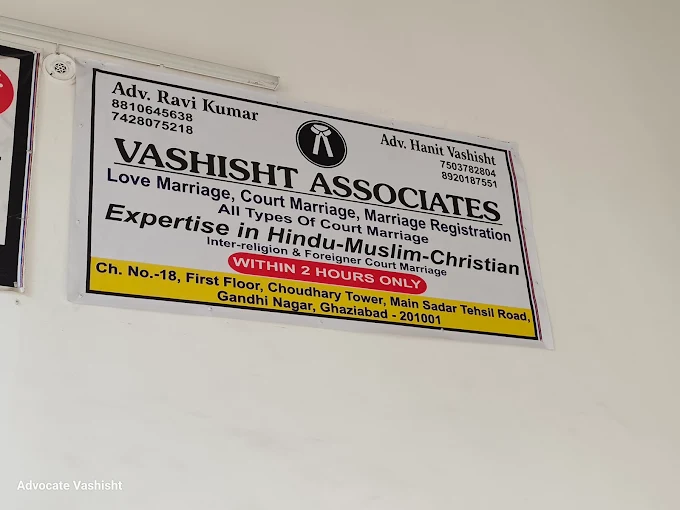 Adv. Ravi Kumar
8810645638
7428075218
Adv. Hanit Vashisht
7503782804
8920187551
VASHISHT ASSOCIATES
Love Marriage, Court Marriage, Marriage Registration
All Types Of Court Marriage
Expertise in Hindu-Muslim-Christian
Inter-religion & Foreigner Court Marriage
WITHIN 2 HOURS ONLY
Ch. No.-18, First Floor, Choudhary Tower, Main Sadar Tehsil Road,
Gandhi Nagar, Ghaziabad - 201001
Advocate Vashisht